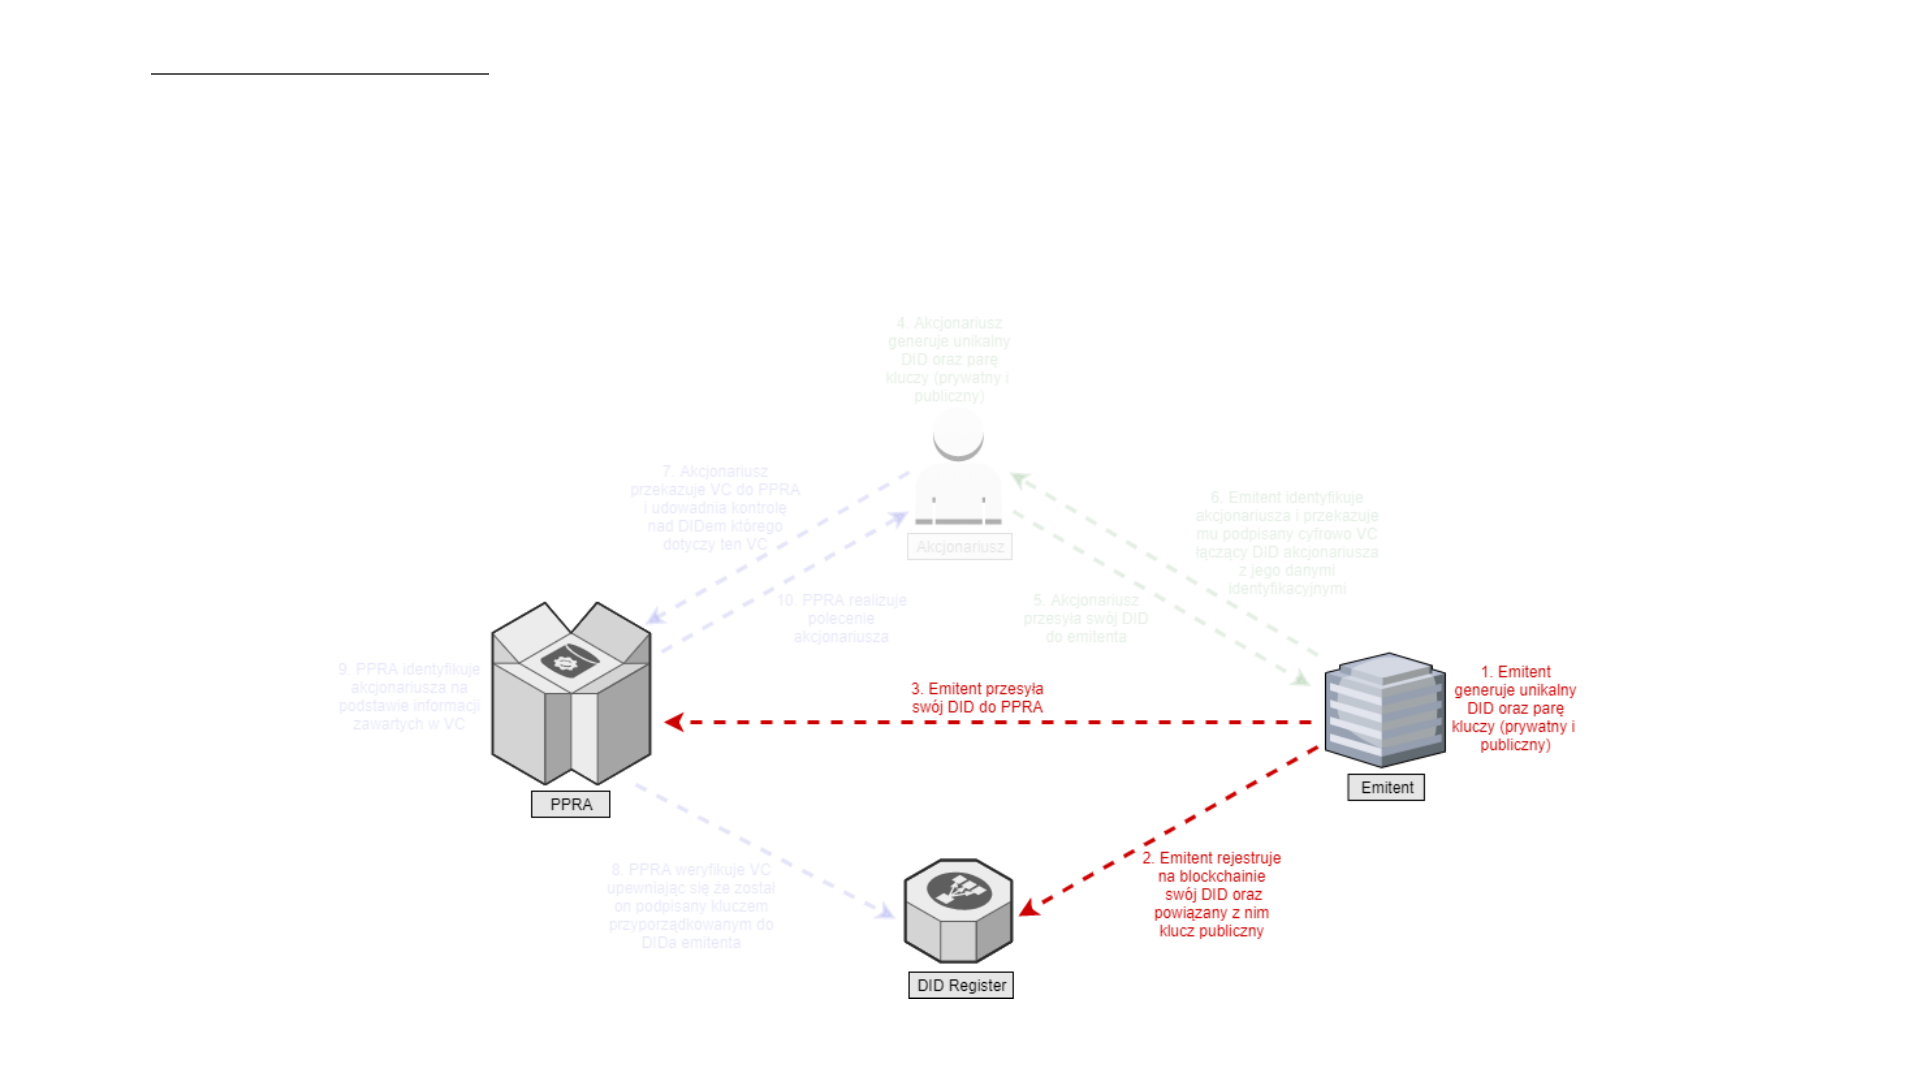 4. Akcjonariusz
generuje unikalny
DID oraz parę
kluczy (prywatny i
publiczny)
7. Akcjonariusz
przekazuje VC do PPRA
i udowadnia kontrolę
nad DIDem którego
dotyczy ten VC
6. Emitent identyfikuje
akcjonariusza i przekazuje
mu podpisany cyfrowo VC
łączący DID akcjonariusza
z jego danymi
identyfikacyjnymi
Akcjonariusz
10. PPRA realizuje
polecenie
akcjonariusza
5. Akcjonariusz
przesyła swój DID
do emitenta
9. PPRA identyfikuje
akcjonariusza na
podstawie informacji
zawartych w VC
3. Emitent przesyła
swój DID do PPRA
1. Emitent
generuje unikalny
DID oraz parę
kluczy (prywatny i
publiczny)
PPRA
Emitent
8. PPRA weryfikuje VC
upewniając się że został
on podpisany kluczem
przyporządkowanym do
DIDa emitenta
2. Emitent rejestruje
na blockchainie
swój DID oraz
powiązany z nim
klucz publiczny
DID Register